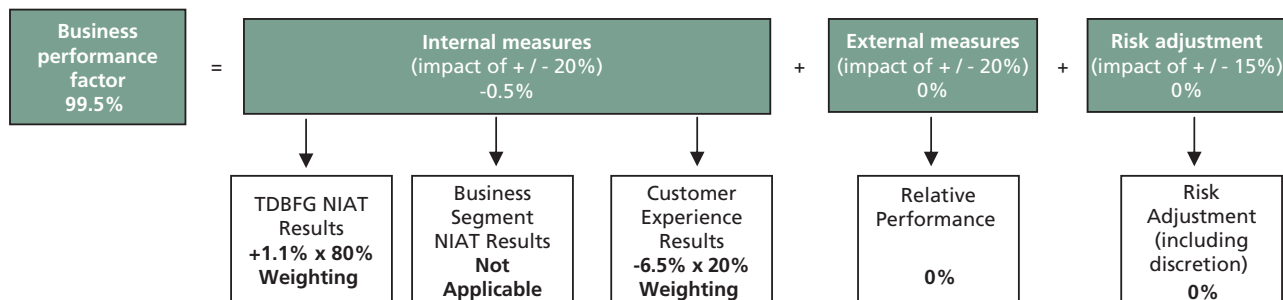 Business
performance
factor
99.5%
=
Internal measures
(impact of + / - 20%)
-0.5%
+
External measures
(impact of + / - 20%)
0%
+
Risk adjustment
(impact of + / - 15%)
0%
TDBFG NIAT
Results
+1.1% x 80%
Weighting
Business
Segment
NIAT Results
Not
Applicable
Customer
Experience
Results
-6.5% x 20%
Weighting
Relative
Performance
0%
Risk
Adjustment
(including
discretion)
0%